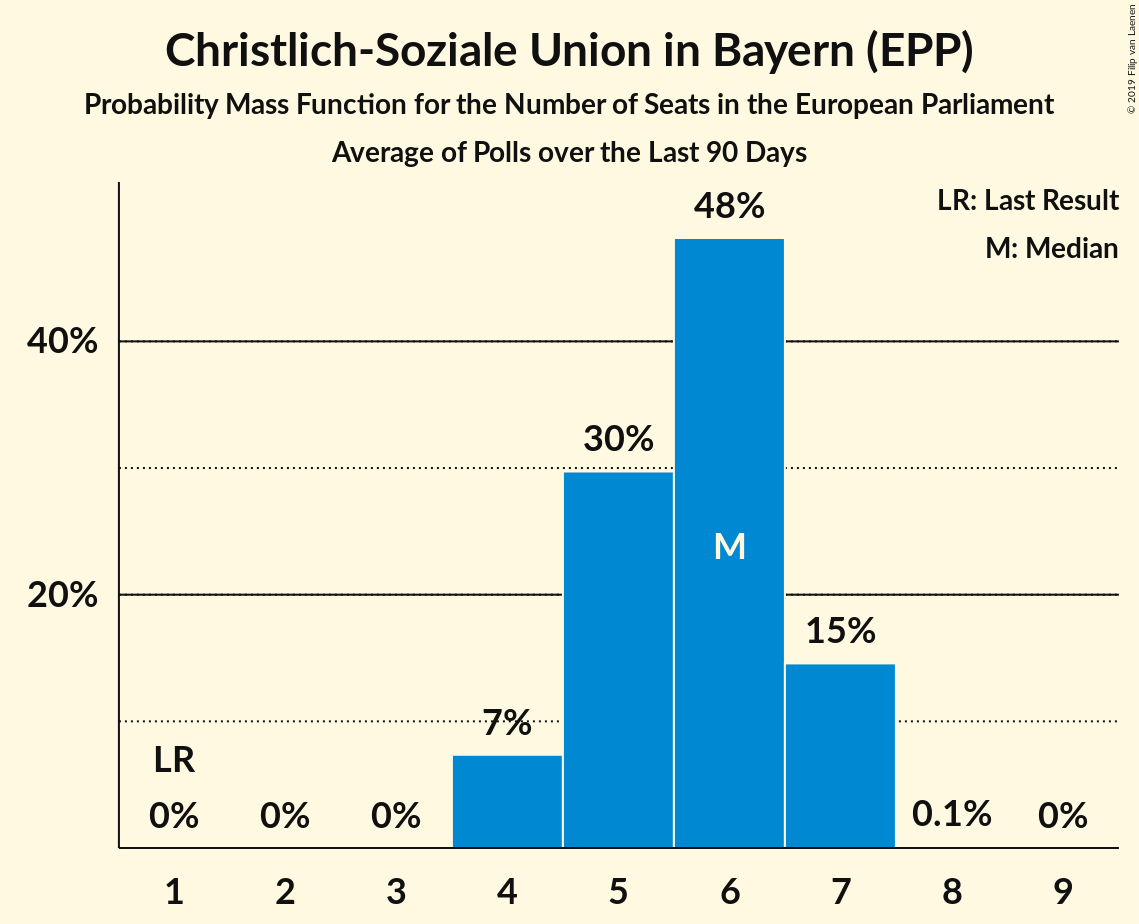 Christlich-Soziale Union in Bayern (EPP)
Probability Mass Function for the Number of Seats in the European Parliament
Average of Polls over the Last 90 Days
© 2019 Filip van Laenen
LR: Last Result
M: Median
48%
40%
30%
M
20%
15%
7%
LR
0% 0% 0% 0.1% 0%
1 2 3 4 5 6 7 8 9